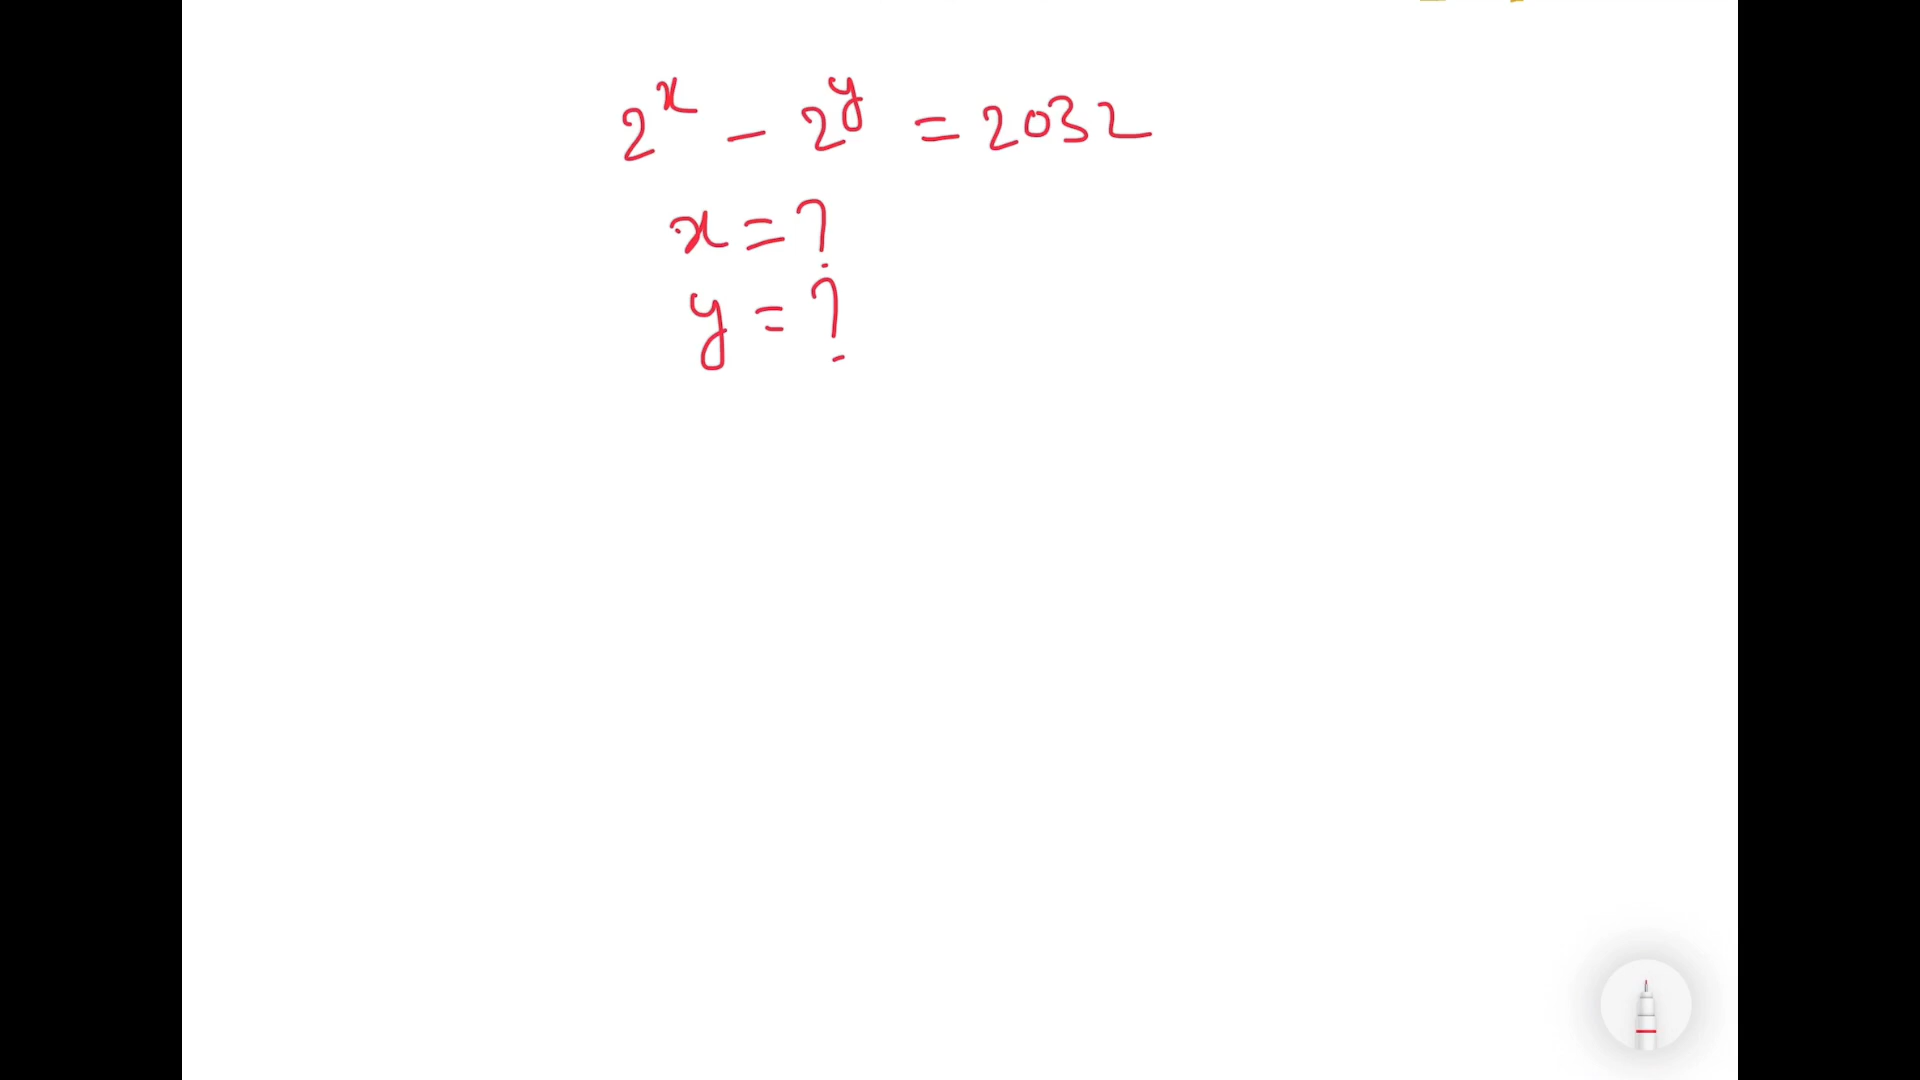 2^x - 2^y = 2032
x = ?
y = ?